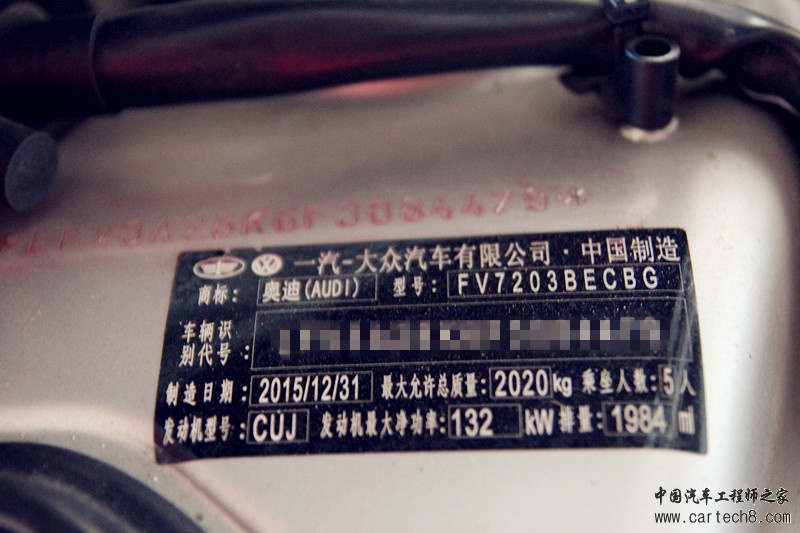 一汽-大众汽车有限公司·中国制造
商标: 奥迪(AUDI) 型号: FV7203BECBG
车辆识
别代号:
制造日期: 2015/12/31 最大允许总质量: 2020kg 乘坐人数: 5人
发动机型号: CUJ 发动机最大净功率: 132 kW 排量: 1984 ml
中国汽车工程师之家
www.cartech8.com